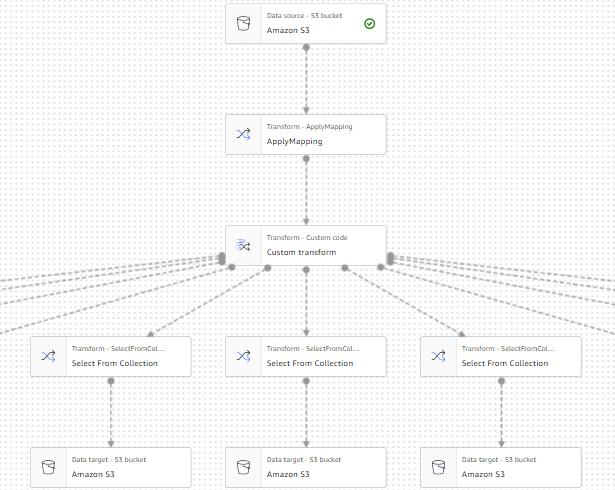 Data source - S3 bucket
Amazon S3
Transform - ApplyMapping
ApplyMapping
Transform - Custom code
Custom transform
Transform - SelectFromCol...
Select From Collection
Transform - SelectFromCol...
Select From Collection
Transform - SelectFromCol...
Select From Collection
Data target - S3 bucket
Amazon S3
Data target - S3 bucket
Amazon S3
Data target - S3 bucket
Amazon S3